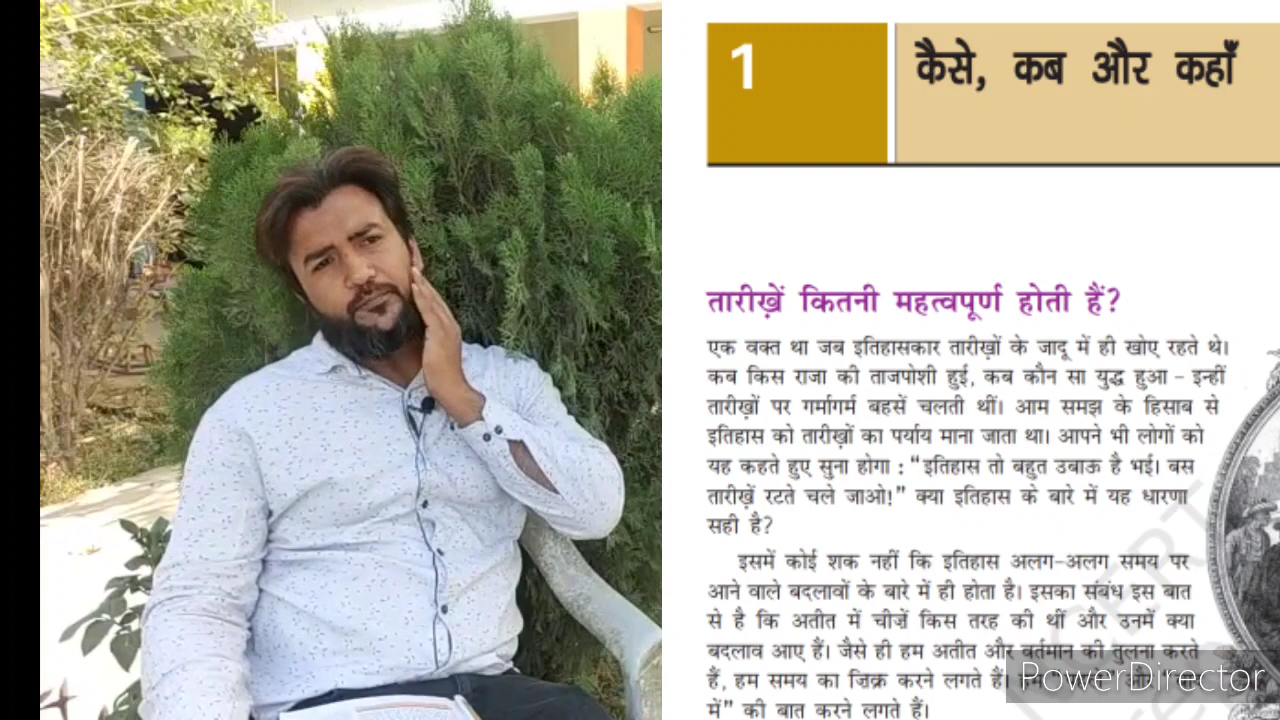 1
कैसे, कब और कहाँ
तारीख़ें कितनी महत्वपूर्ण होती हैं?
एक वक्त था जब इतिहासकार तारीख़ों के जादू में ही खोए रहते थे।
कब किस राजा की ताजपोशी हुई, कब कौन सा युद्ध हुआ - इन्हीं
तारीख़ों पर गर्मागर्म बहसें चलती थीं। आम समझ के हिसाब से
इतिहास को तारीख़ों का पर्याय माना जाता था। आपने भी लोगों को
यह कहते हुए सुना होगा : “इतिहास तो बहुत उबाऊ है भई। बस
तारीख़ें रटते चले जाओ!” क्या इतिहास के बारे में यह धारणा
सही है?
इसमें कोई शक नहीं कि इतिहास अलग-अलग समय पर
आने वाले बदलावों के बारे में ही होता है। इसका संबंध इस बात
से है कि अतीत में चीज़ें किस तरह की थीं और उनमें क्या
बदलाव आए हैं। जैसे ही हम अतीत और वर्तमान की तुलना करते
हैं, हम समय का ज़िक्र करने लगते हैं।
में” की बात करने लगते हैं।
NCERT
PowerDirector